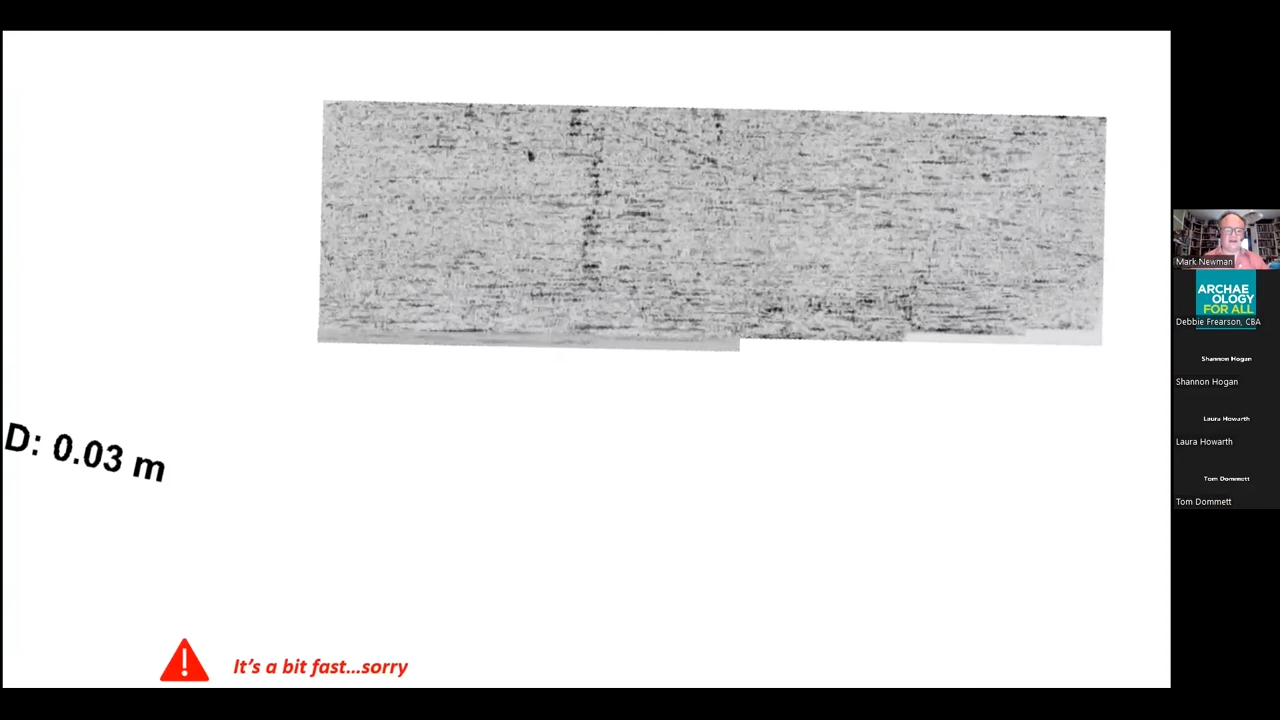 D: 0.03 m
It's a bit fast...sorry
Mark Newman
ARCHAE
OLOGY
FOR ALL
Debbie Frearson, CBA
Shannon Hogan
Shannon Hogan
Laura Howarth
Laura Howarth
Tom Dommett
Tom Dommett